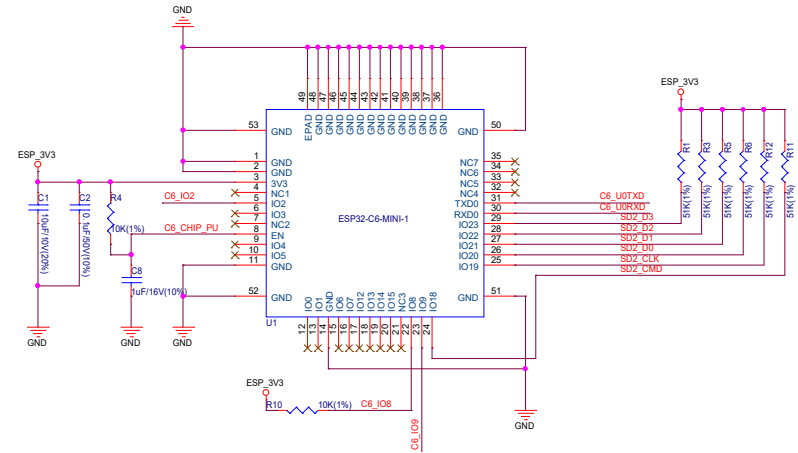 GND
49 48 47 46 45 44 43 42 41 40 39 38 37 36
EPAD GND GND GND GND GND GND GND GND GND GND GND GND GND
53 GND
GND 50
ESP_3V3
R1 R3 R5 R6 R12 R11
51K(1%) 51K(1%) 51K(1%) 51K(1%) 51K(1%) 51K(1%)
ESP_3V3
C1 10uF/10V(20%)
C2 0.1uF/50V(10%)
R4 10K(1%)
C8 1uF/16V(10%)
1 GND
2 GND
3 3V3
4 NC1
C6_IO2 5 IO2
6 IO3
7 NC2
C6_CHIP_PU 8 EN
9 IO4
10 IO5
11 GND
52 GND
ESP32-C6-MINI-1
NC7 35
NC6 34
NC5 33
NC4 32
TXD0 31 C6_U0TXD
RXD0 30 C6_U0RXD
IO23 29 SD2_D3
IO22 28 SD2_D2
IO21 27 SD2_D1
IO20 26 SD2_D0
IO19 25 SD2_CLK
SD2_CMD
GND 51
U1
IO0 IO1 GND IO6 IO7 IO12 IO13 IO14 IO15 NC3 IO8 IO9 IO18
12 13 14 15 16 17 18 19 20 21 22 23 24
GND
GND
GND
ESP_3V3
R10 10K(1%) C6_IO8
C6_IO9
GND